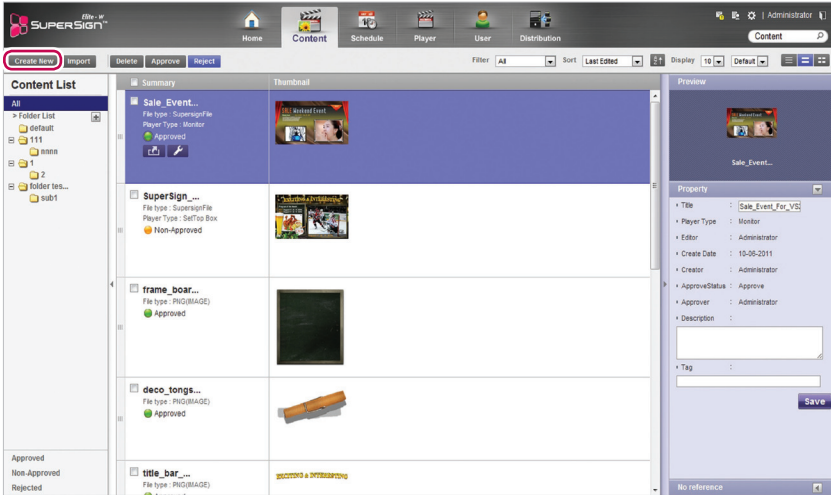 SUPERSIGN™ Elite - w
Home Content Schedule Player User Distribution
Administrator
Content
Create New Import Delete Approve Reject
Filter All Sort Last Edited Display 10 Default
Content List
All
> Folder List
default
111
nnnn
1
2
folder tes...
sub1
Approved
Non-Approved
Rejected
Summary Thumbnail
Sale_Event...
File type : SupersignFile
Player Type : Monitor
Approved
SuperSign_...
File type : SupersignFile
Player Type : SetTop Box
Non-Approved
frame_boar...
File type : PNG(IMAGE)
Approved
deco_tongs...
File type : PNG(IMAGE)
Approved
title_bar_...
File type : PNG(IMAGE)
EXCITING & INTERESTING
Preview
Sale_Event...
Property
Title : Sale_Event_For_VS
Player Type : Monitor
Editor : Administrator
Create Date : 10-06-2011
Creator : Administrator
ApproveStatus : Approve
Approver : Administrator
Description :
Tag :
Save
No reference